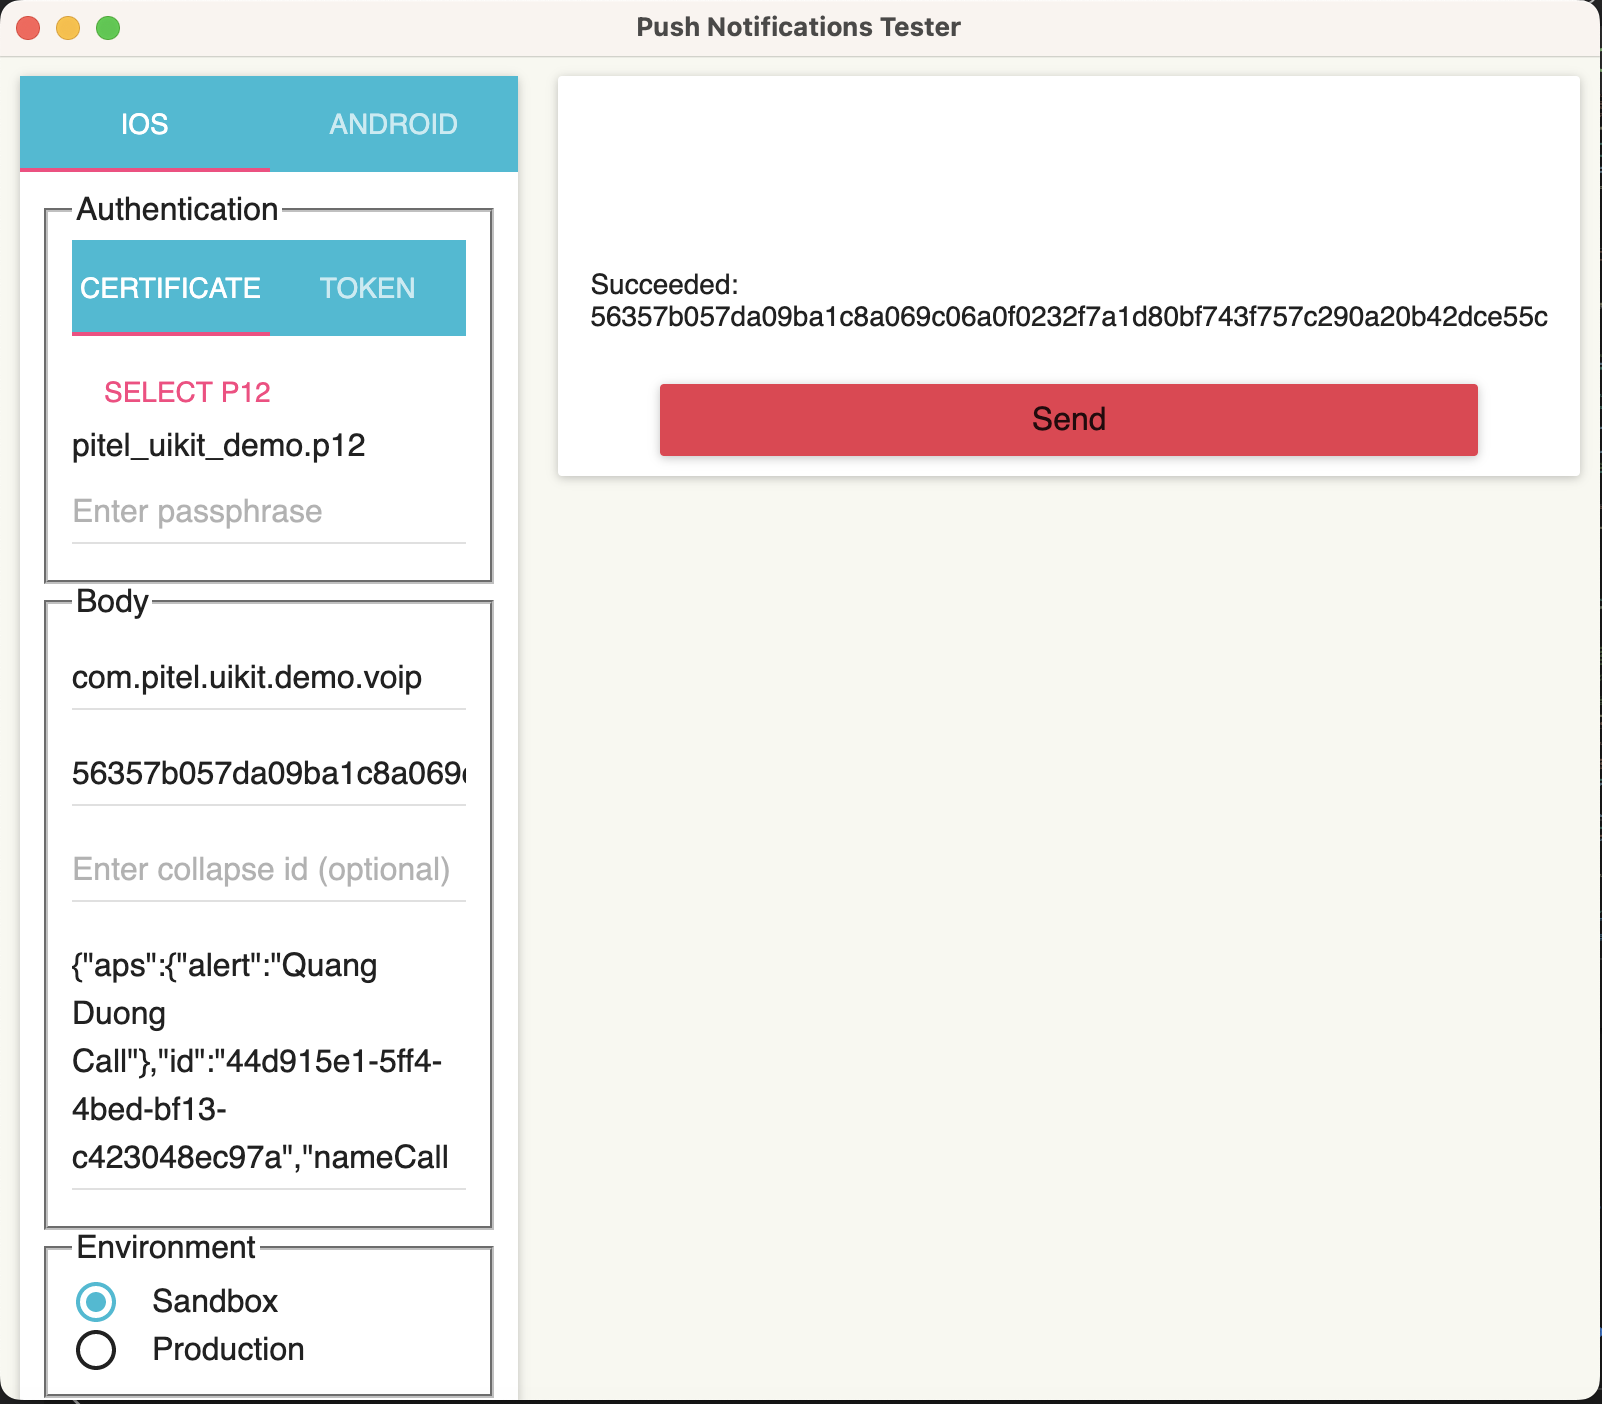 Push Notifications Tester
IOS
ANDROID
Authentication
CERTIFICATE
TOKEN
SELECT P12
pitel_uikit_demo.p12
Enter passphrase
Body
com.pitel.uikit.demo.voip
56357b057da09ba1c8a069
Enter collapse id (optional)
{"aps":{"alert":"Quang
Duong
Call"},"id":"44d915e1-5ff4-
4bed-bf13-
c423048ec97a","nameCall
Environment
Sandbox
Production
Succeeded:
56357b057da09ba1c8a069c06a0f0232f7a1d80bf743f757c290a20b42dce55c
Send